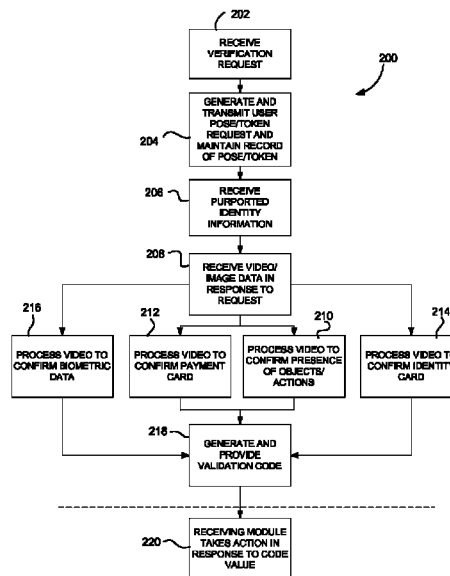 202
RECEIVE
VERIFICATION
REQUEST
200
GENERATE AND
TRANSMIT USER
POSE/TOKEN
REQUEST AND
MAINTAIN RECORD
OF POSE/TOKEN
204
206
RECEIVE
PURPORTED
IDENTITY
INFORMATION
208
RECEIVE VIDEO/
IMAGE DATA IN
RESPONSE TO
REQUEST
216
PROCESS VIDEO TO
CONFIRM BIOMETRIC
DATA
212
PROCESS VIDEO TO
CONFIRM PAYMENT
CARD
210
PROCESS VIDEO TO
CONFIRM PRESENCE
OF OBJECTS/
ACTIONS
214
PROCESS VIDEO TO
CONFIRM IDENTITY
CARD
218
GENERATE AND
PROVIDE
VALIDATION CODE
RECEIVING MODULE
TAKES ACTION IN
RESPONSE TO CODE
VALUE
220